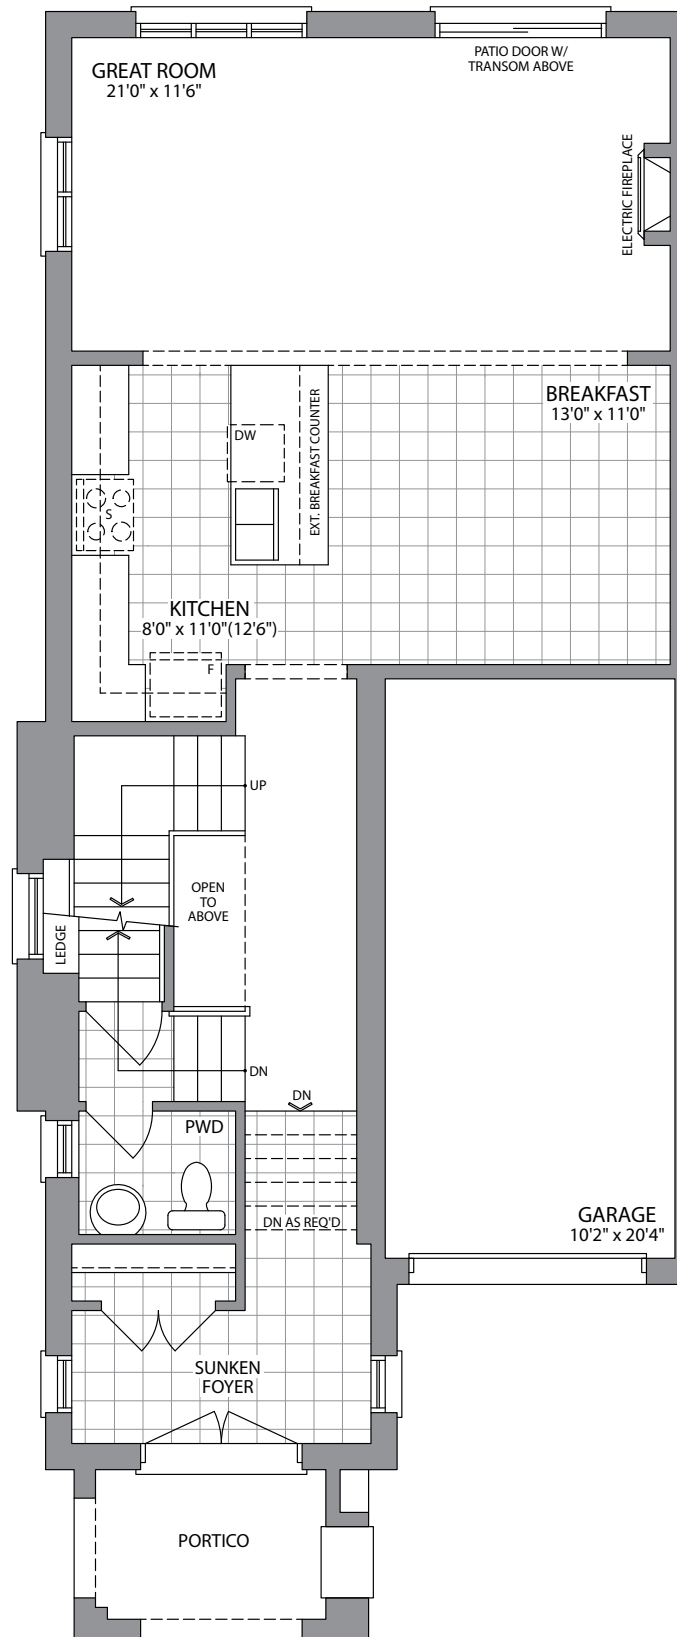 PATIO DOOR W/
TRANSOM ABOVE
GREAT ROOM
21'0" x 11'6"
ELECTRIC FIREPLACE
BREAKFAST
13'0" x 11'0"
EXT. BREAKFAST COUNTER
DW
S
KITCHEN
8'0" x 11'0"(12'6")
F
UP
OPEN
TO
ABOVE
LEDGE
DN
DN
PWD
DN AS REQ'D
GARAGE
10'2" x 20'4"
SUNKEN
FOYER
PORTICO